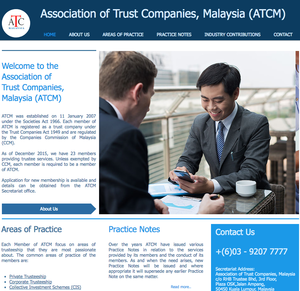 ATC
Association of Trust Companies, Malaysia (ATCM)
HOME
ABOUT US
AREAS OF PRACTICE
PRACTICE NOTES
INDUSTRY CONTRIBUTIONS
CONTACT
Welcome to the
Association of
Trust Companies,
Malaysia (ATCM)
ATCM was established on 11 January 2007
under the Societies Act 1966. Each member of
ATCM is registered as a trust company under
the Trust Companies Act 1949 and are regulated
by the Companies Commission of Malaysia
(CCM).
As of December 2015, we have 23 members
providing trustee services. Unless exempted by
CCM, each member is required to be a member
of ATCM.
Application for new membership is available and
details can be obtained from the ATCM
Secretariat office.
About Us
Areas of Practice
Each Member of ATCM focus on areas of
trusteeship that they are most passionate
about. The common areas of practice of the
members are:
Private Trusteeship
Corporate Trusteeship
Collective Investment Schemes (CIS)
Practice Notes
Over the years ATCM have issued various
Practice Notes in relation to the services
provided by its members and the conduct of its
members. As and when the need arises, new
Practice Notes will be issued and where
appropriate it will supersede any earlier Practice
Note on the same matter.
Read more..
Contact Us
+(6)03 - 9207 7777
Secretariat Address:
Association of Trust Companies, Malaysia
c/o RHB Trustees Bhd, 3rd Floor,
Plaza OSK, Jalan Ampang,
50450 Kuala Lumpur, Malaysia